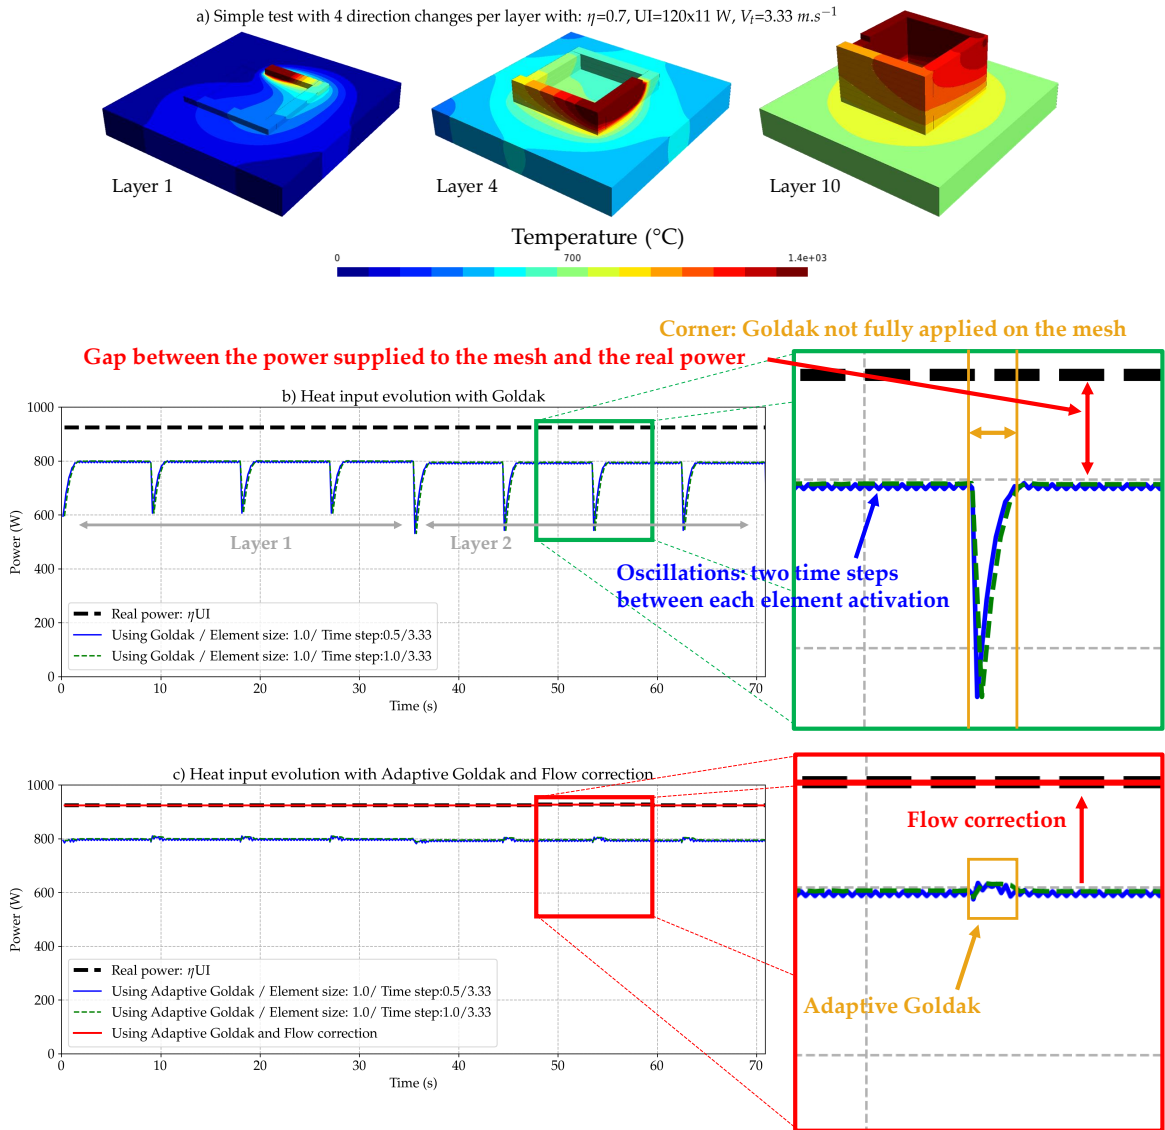 a) Simple test with 4 direction changes per layer with: η=0.7, UI=120x11 W, Vt=3.33 m.s−1
Layer 1
Layer 4
Layer 10
Temperature (°C)
0
700
1.4e+03
Corner: Goldak not fully applied on the mesh
Gap between the power supplied to the mesh and the real power
b) Heat input evolution with Goldak
1000
800
600
400
200
0
Power (W)
Layer 1
Layer 2
Oscillations: two time steps
between each element activation
Real power: ηUI
Using Goldak / Element size: 1.0/ Time step:0.5/3.33
Using Goldak / Element size: 1.0/ Time step:1.0/3.33
0
10
20
30
40
50
60
70
Time (s)
c) Heat input evolution with Adaptive Goldak and Flow correction
1000
800
600
400
200
0
Power (W)
Flow correction
Adaptive Goldak
Real power: ηUI
Using Adaptive Goldak / Element size: 1.0/ Time step:0.5/3.33
Using Adaptive Goldak / Element size: 1.0/ Time step:1.0/3.33
Using Adaptive Goldak and Flow correction
0
10
20
30
40
50
60
70
Time (s)